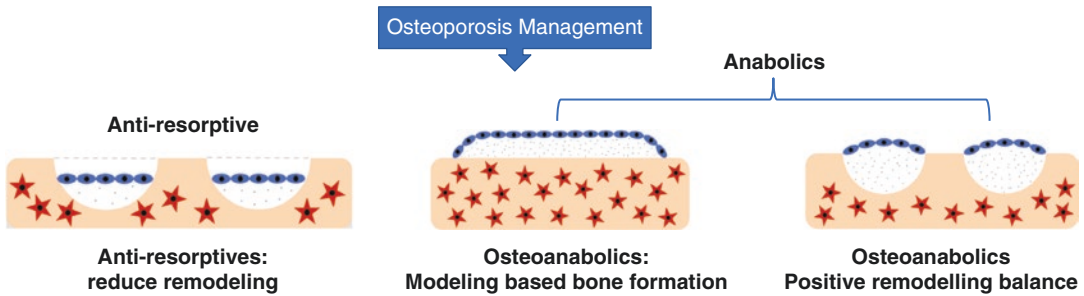 Osteoporosis Management
Anabolics
Anti-resorptive
Anti-resorptives:
reduce remodeling
Osteoanabolics:
Modeling based bone formation
Osteoanabolics
Positive remodelling balance